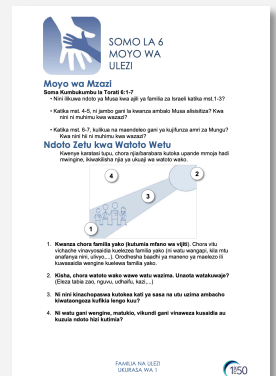 SOMO LA 6
MOYO WA
ULEZI
Moyo wa Mzazi
Soma Kumbukumbu la Torati 6:1-7
• Nini ilikuwa ndoto ya Musa kwa ajili ya familia za Israeli katika mst.1-3?
• Katika mst. 4-5, ni jambo gani la kwanza ambalo Musa alisisitiza? Kwa
nini ni muhimu kwa wazazi?
• Katika mst. 6-7, kulikua na maendeleo gani ya kujifunza amri za Mungu?
Kwa nini hii ni muhimu kwa wazazi?
Ndoto Zetu kwa Watoto Wetu
Kwenye karatasi tupu, chora njia/barabara kutoka upande mmoja hadi
mwingine, ikiwakilisha njia ya ukuaji wa watoto wako.
4
2
3
1
1. Kwanza chora familia yako (kutumia mifano wa vijiti). Chora vitu
vichache vinavyosaidia kuelezea familia yako (ni watu wangapi, kila mtu
anafanya nini, ulivyo,...). Orodhesha baadhi ya maneno ya maelezo ili
kuwasaidia wengine kuelewa familia yako.
2. Kisha, chora watoto wako wawe watu wazima. Unaota watakuwaje?
(Eleza tabia zao, nguvu, udhaifu, kazi,...)
3. Ni nini kinachopaswa kutokea kati ya sasa na utu uzima ambacho
kiwataongeza kufikia lengo kuu?
4. Ni watu gani wengine, matukio, vikundi gani vinaweza kusaidia au
kuzuia ndoto hizi kutimia?
FAMILIA NA ULEZI
UKURASA WA 1